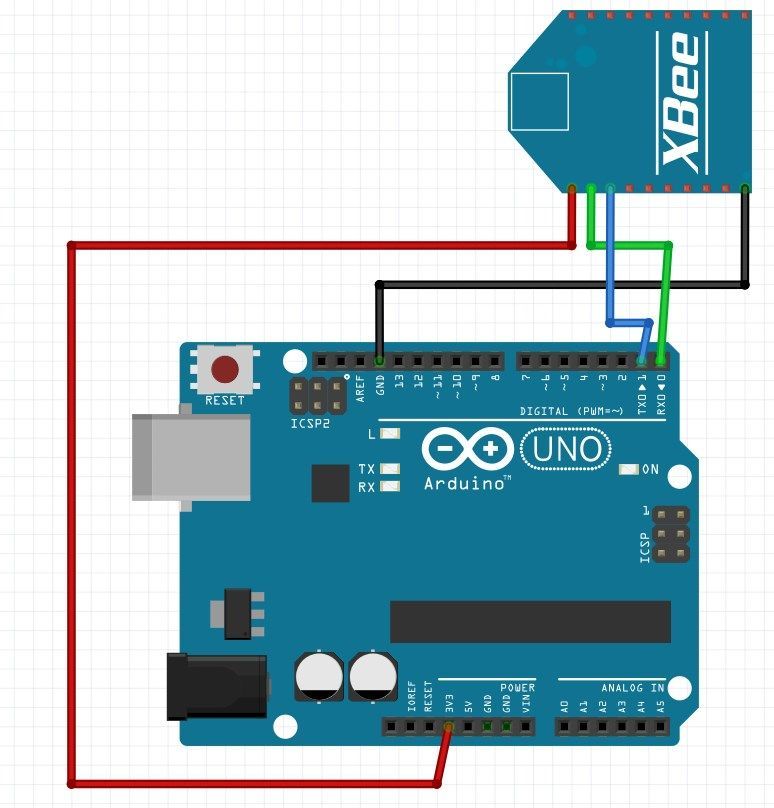 XBee
RESET
ICSP2
AREF
GND
13
12
~11
~10
~9
8
7
~6
~5
4
~3
2
TX0▶1
RX0◀0
DIGITAL (PWM=~)
L
TX
RX
UNO
Arduino™
ON
1
ICSP
IOREF
RESET
3V3
5V
GND
GND
VIN
POWER
ANALOG IN
A0
A1
A2
A3
A4
A5